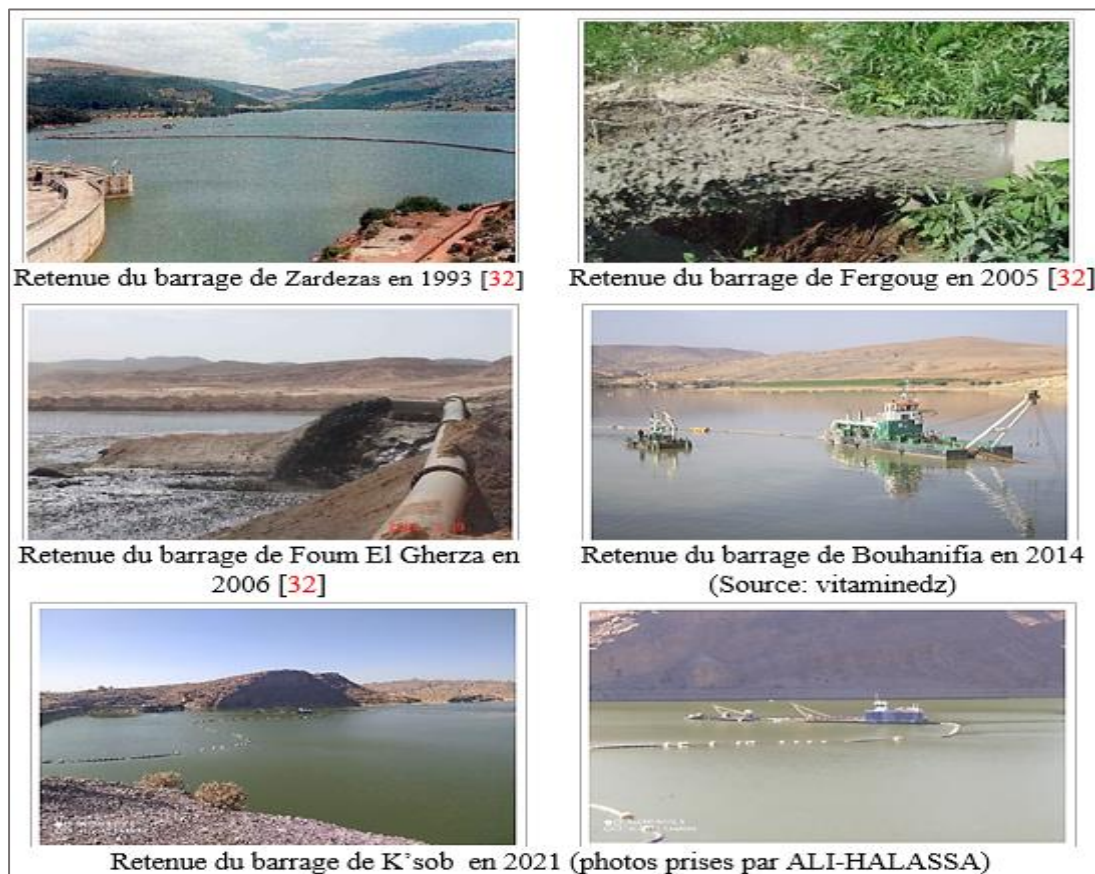 Retenue du barrage de Zardezas en 1993 [32]
Retenue du barrage de Fergoug en 2005 [32]
Retenue du barrage de Foum El Gherza en
2006 [32]
Retenue du barrage de Bouhanifia en 2014
(Source: vitaminedz)
Retenue du barrage de K'sob en 2021 (photos prises par ALI-HALASSA)